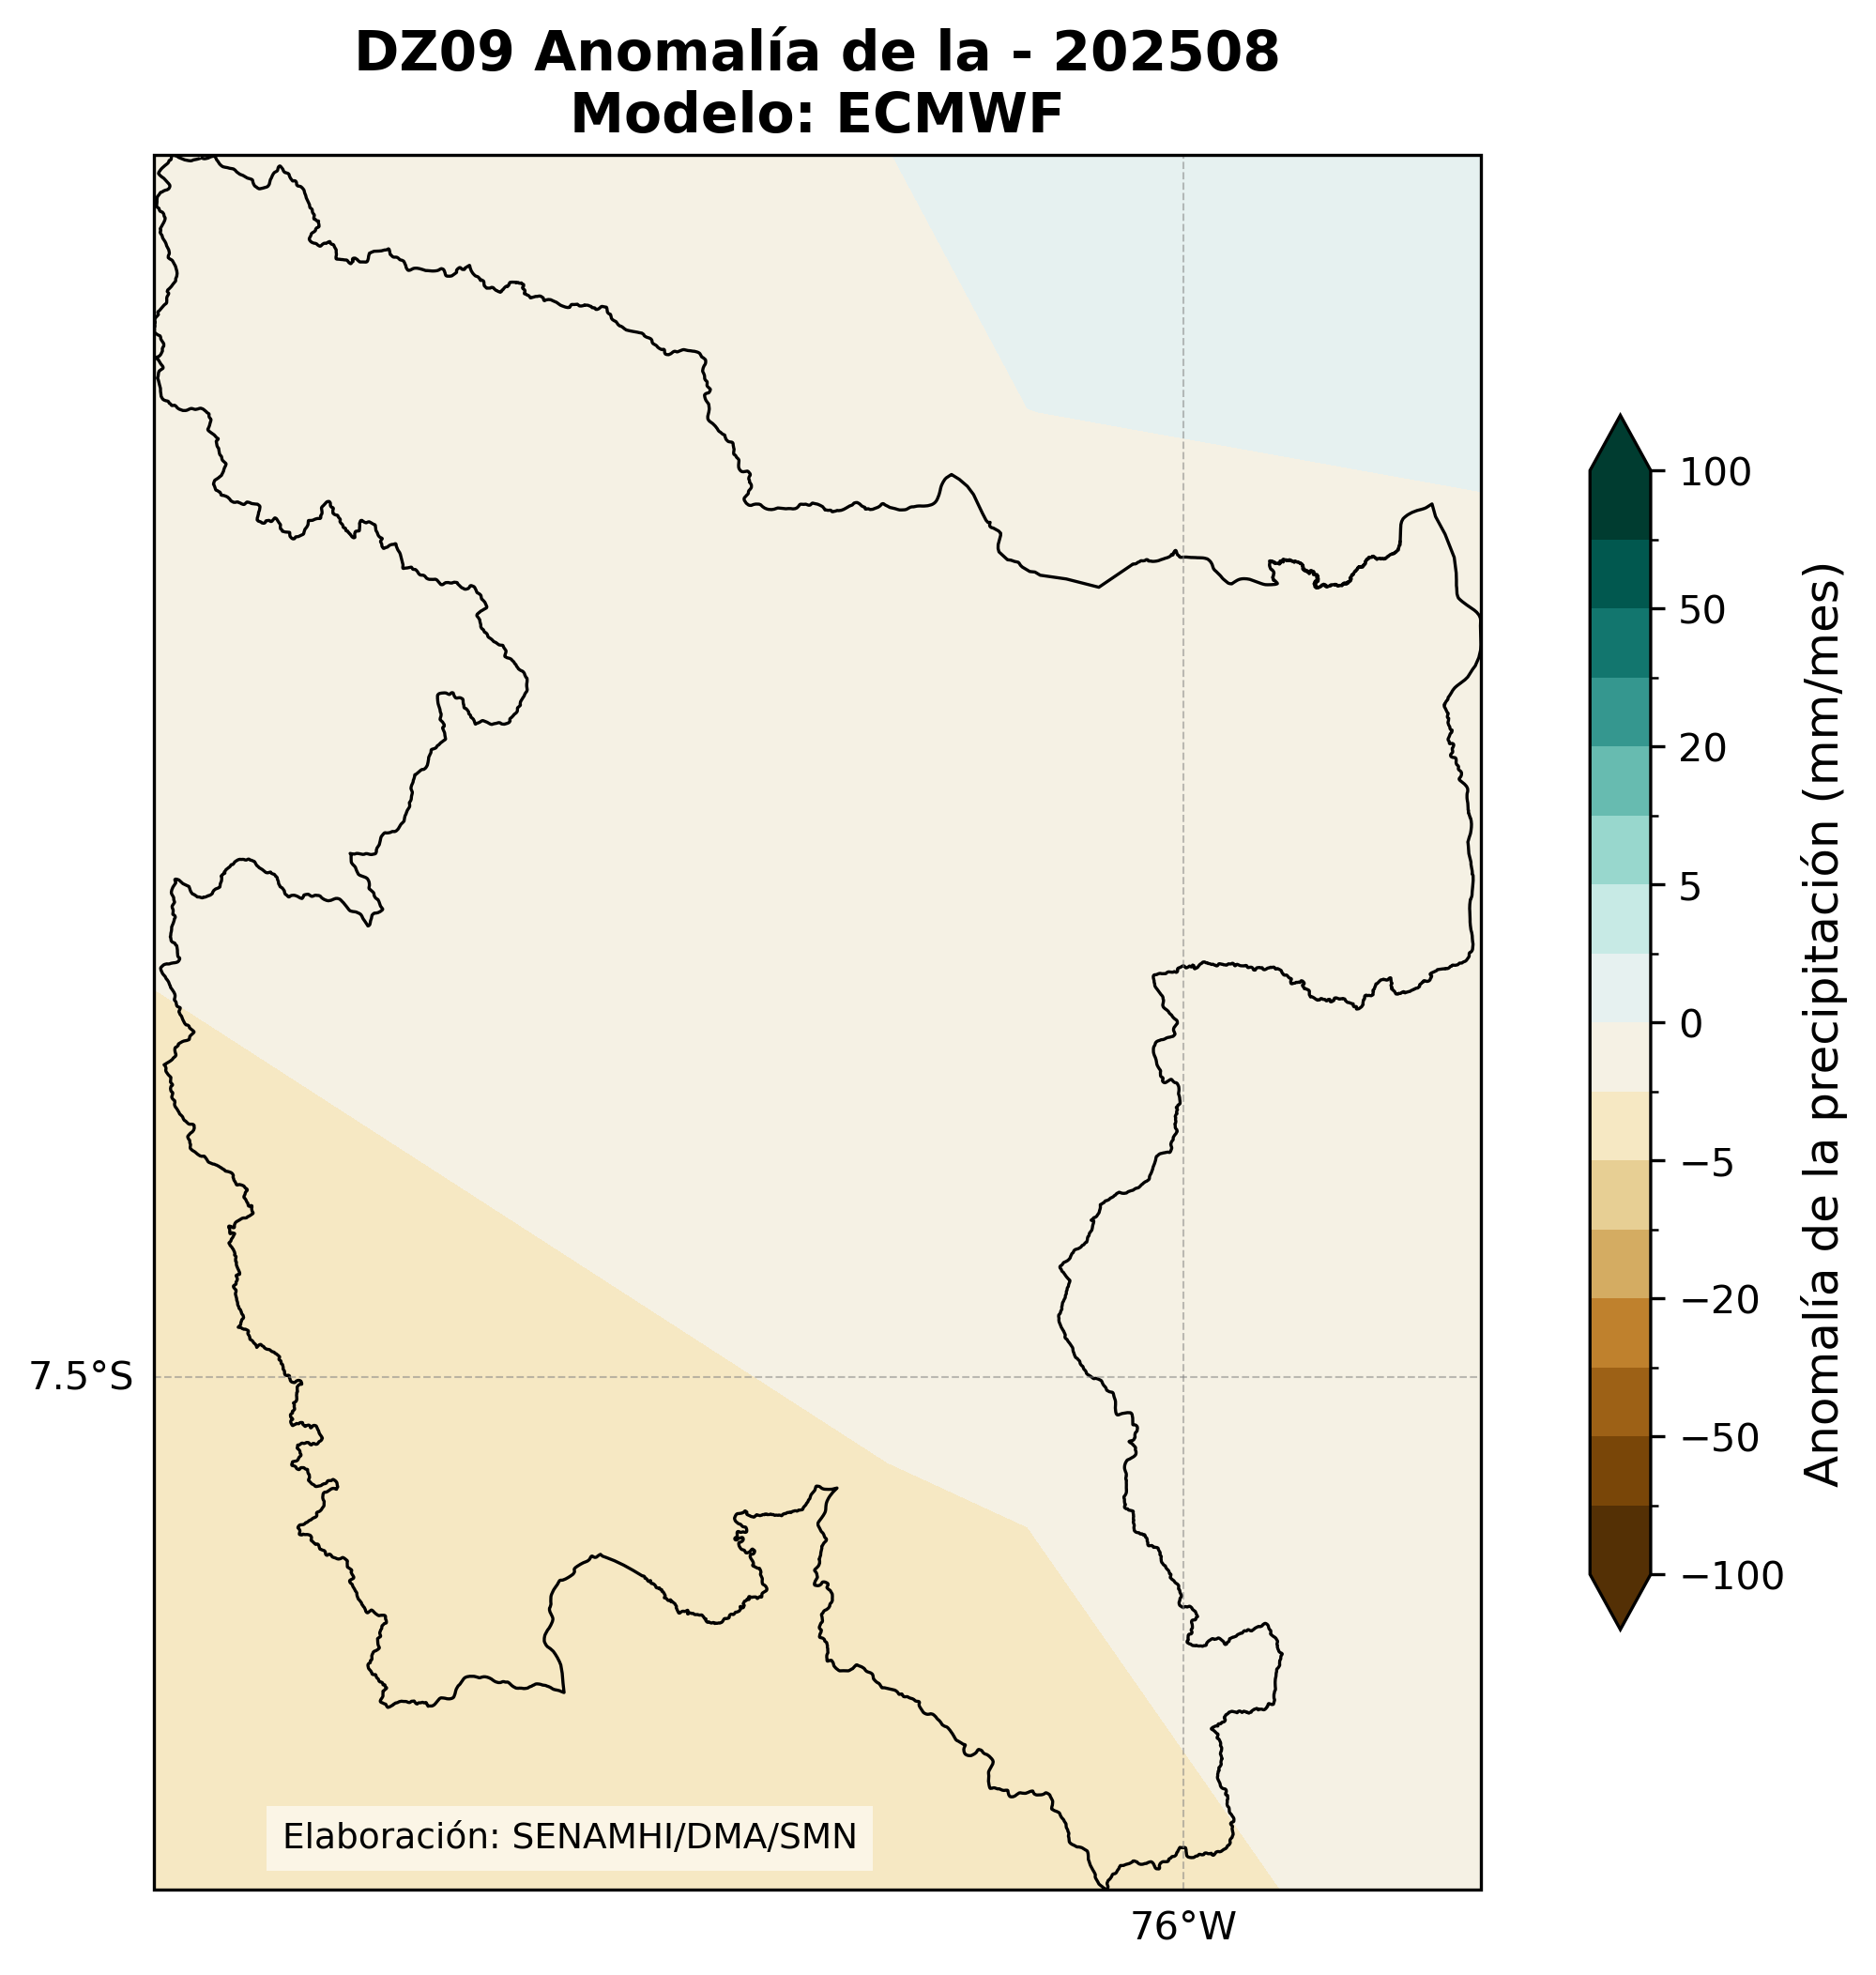 DZ09 Anomalía de la - 202508
Modelo: ECMWF
100
50
20
5
0
−5
−20
−50
−100
Anomalía de la precipitación (mm/mes)
7.5°S
Elaboración: SENAMHI/DMA/SMN
76°W